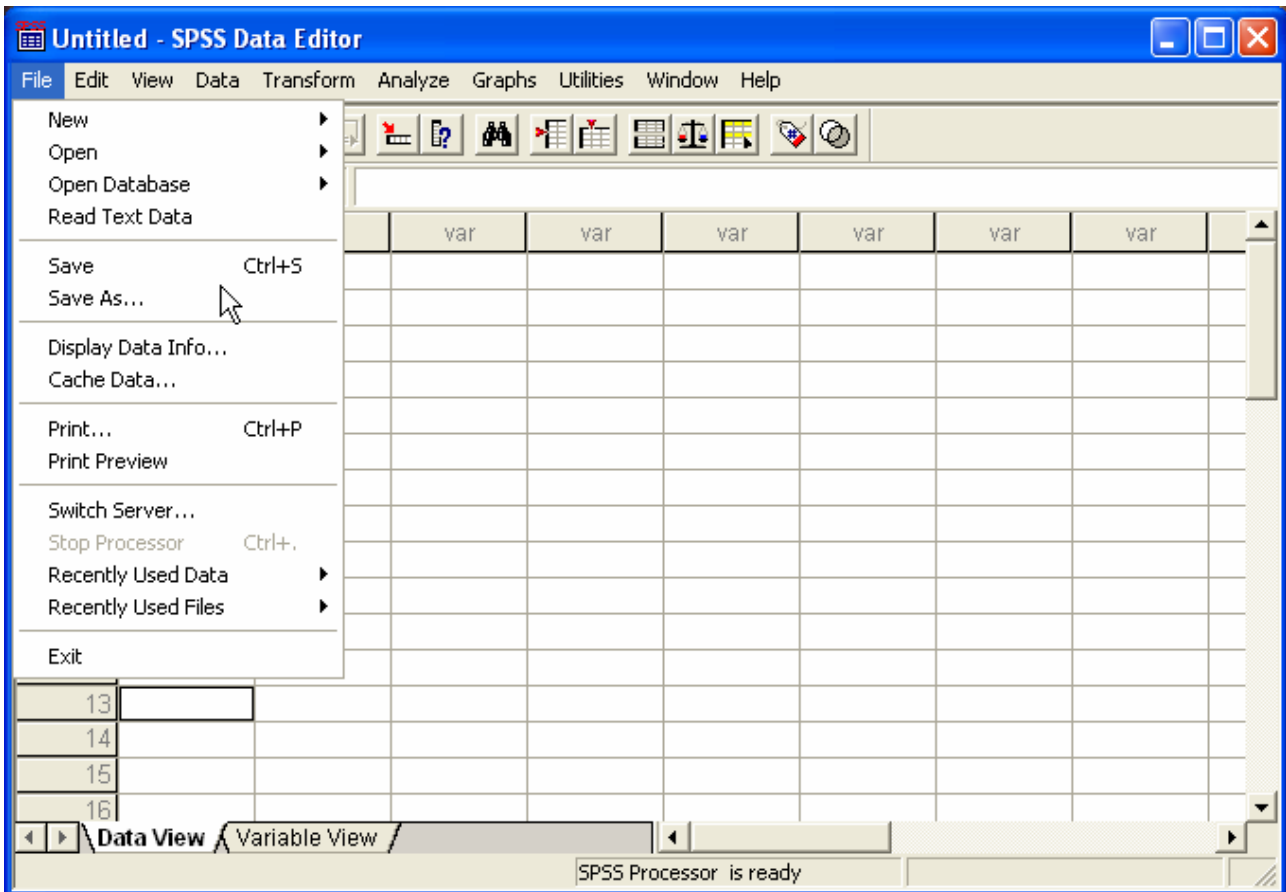 SPSS
Untitled - SPSS Data Editor
File Edit View Data Transform Analyze Graphs Utilities Window Help
New
Open
Open Database
Read Text Data
var var var var var var
Save Ctrl+S
Save As...
Display Data Info...
Cache Data...
Print... Ctrl+P
Print Preview
Switch Server...
Stop Processor Ctrl+.
Recently Used Data
Recently Used Files
Exit
13
14
15
16
Data View Variable View
SPSS Processor is ready